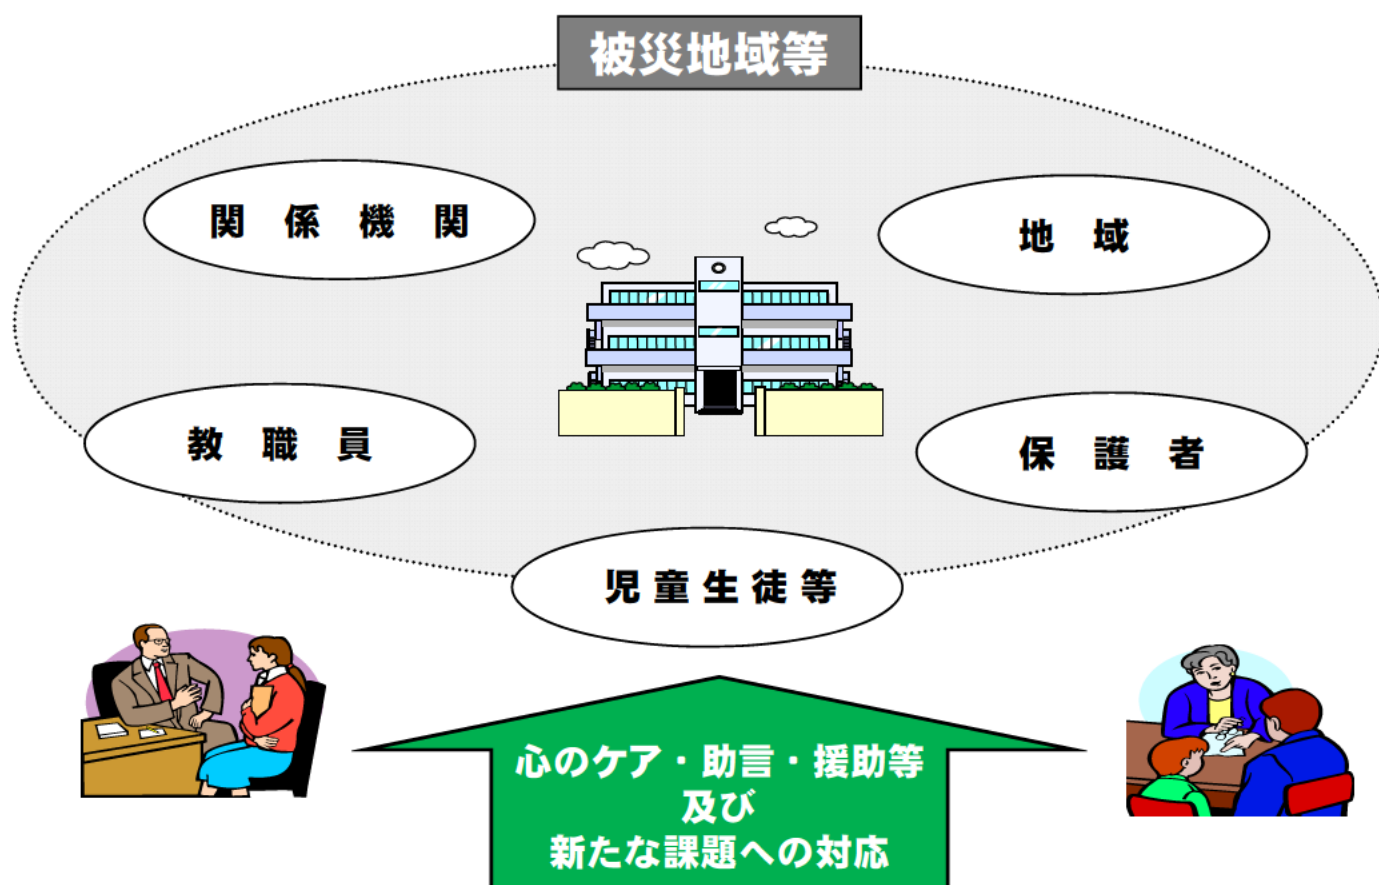 被災地域等
関係機関
地域
教職員
保護者
児童生徒等
心のケア・助言・援助等
及び
新たな課題への対応